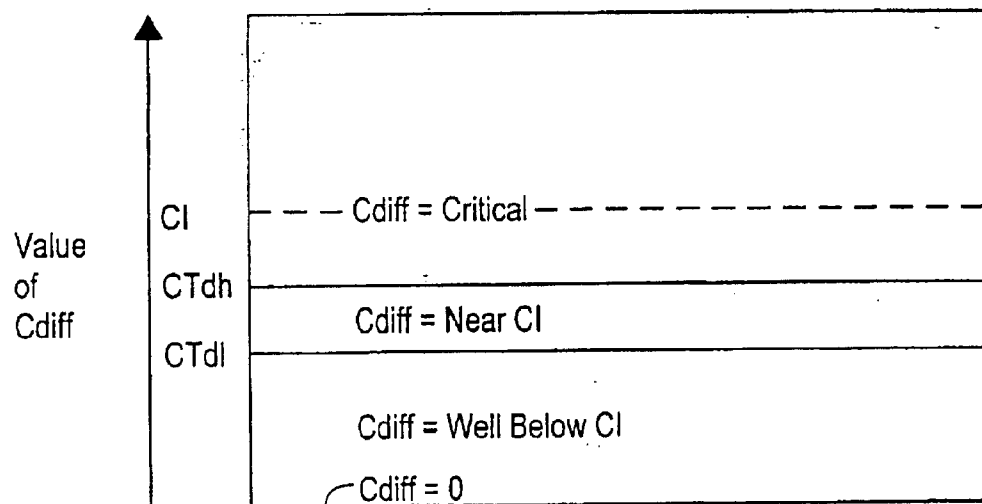 CI
Cdiff = Critical
Value
of
Cdiff
CTdh
Cdiff = Near CI
CTdl
Cdiff = Well Below CI
Cdiff = 0